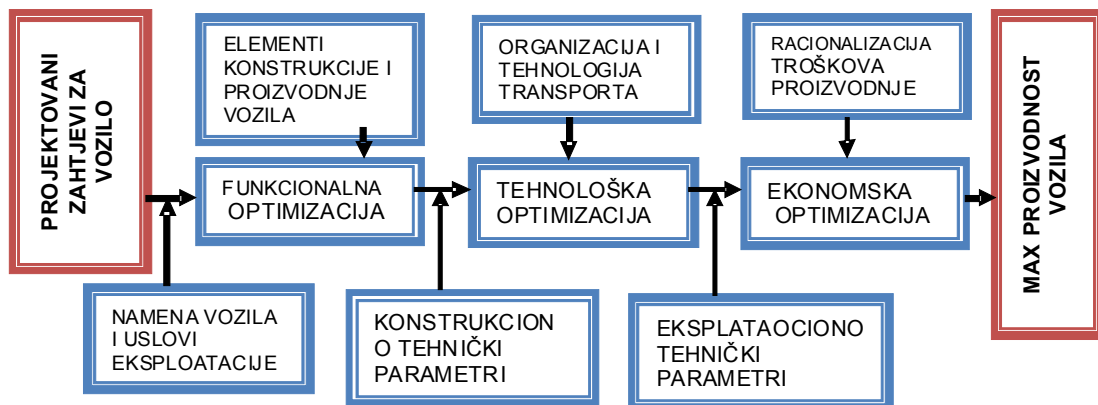 PROJEKTOVANI
ZAHTJEVI ZA
VOZILO
ELEMENTI
KONSTRUKCIJE I
PROIZVODNJE
VOZILA
ORGANIZACIJA I
TEHNOLOGIJA
TRANSPORTA
RACIONALIZACIJA
TROŠKOVA
PROIZVODNJE
FUNKCIONALNA
OPTIMIZACIJA
TEHNOLOŠKA
OPTIMIZACIJA
EKONOMSKA
OPTIMIZACIJA
MAX PROIZVODNOST
VOZILA
NAMENA VOZILA
I USLOVI
EKSPLOATACIJE
KONSTRUKCION
O TEHNIČKI
PARAMETRI
EKSPLATAOCIONO
TEHNIČKI
PARAMETRI